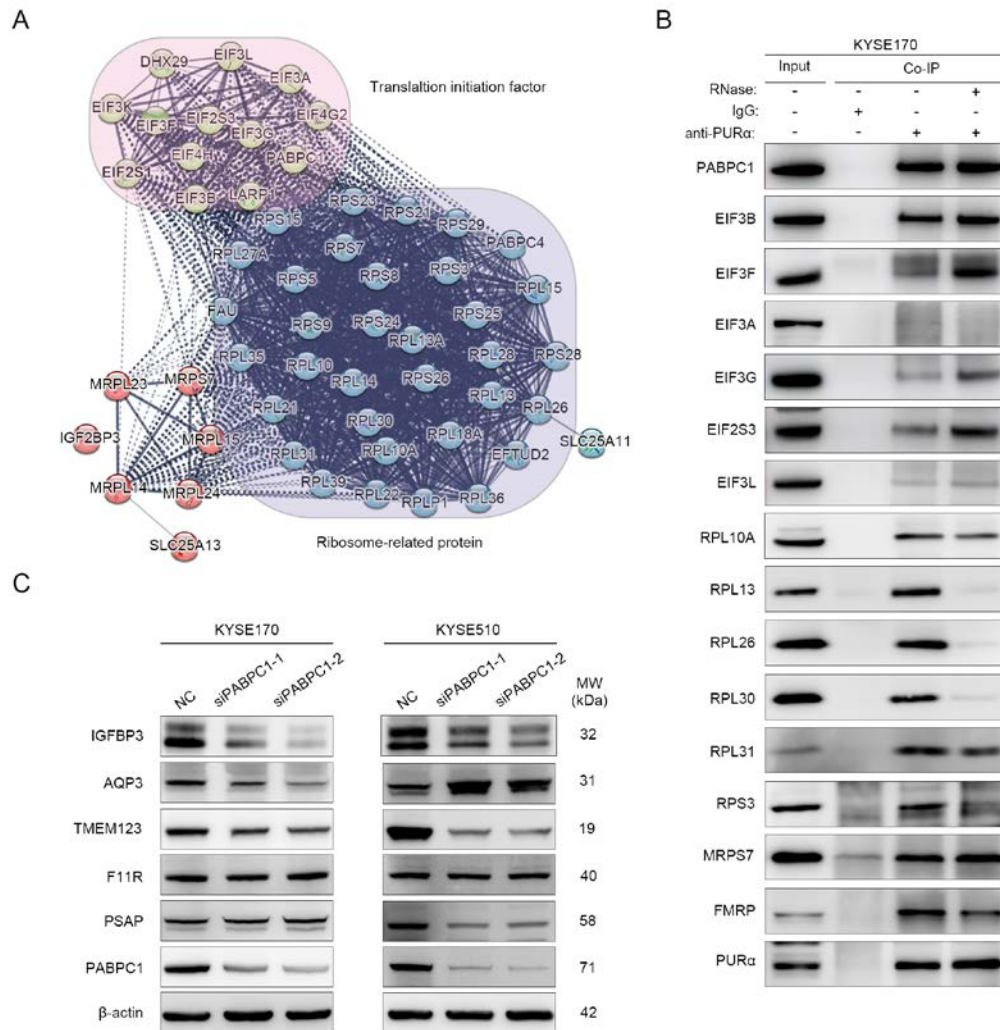 A
DHX29
EIF3L
EIF3A
EIF3K
EIF3F
EIF2S3
EIF3G
EIF4G2
EIF4H
PABPC1
EIF2S1
EIF3B
LARP1
Transaltion initiation factor
RPS15
RPS23
RPS21
RPS29
PABPC4
RPL27A
RPS7
RPS5
RPS8
RPS3
RPL15
FAU
RPS9
RPS24
RPL13A
RPS25
RPL35
RPL10
RPL14
RPS26
RPL28
RPS28
RPL13
RPL21
RPL30
RPL18A
RPL26
RPL31
RPL10A
EFTUD2
SLC25A11
RPL39
RPL22
RPLP1
RPL36
MRPL23
MRPS7
IGF2BP3
MRPL15
MRPL14
MRPL24
SLC25A13
Ribosome-related protein
B
KYSE170
Input Co-IP
RNase: - - - +
IgG: - + - -
anti-PURα: - - + +
PABPC1
EIF3B
EIF3F
EIF3A
EIF3G
EIF2S3
EIF3L
RPL10A
RPL13
RPL26
RPL30
RPL31
RPS3
MRPS7
FMRP
PURα
C
KYSE170 KYSE510
NC siPABPC1-1 siPABPC1-2 NC siPABPC1-1 siPABPC1-2 MW
(kDa)
IGFBP3 32
AQP3 31
TMEM123 19
F11R 40
PSAP 58
PABPC1 71
β-actin 42